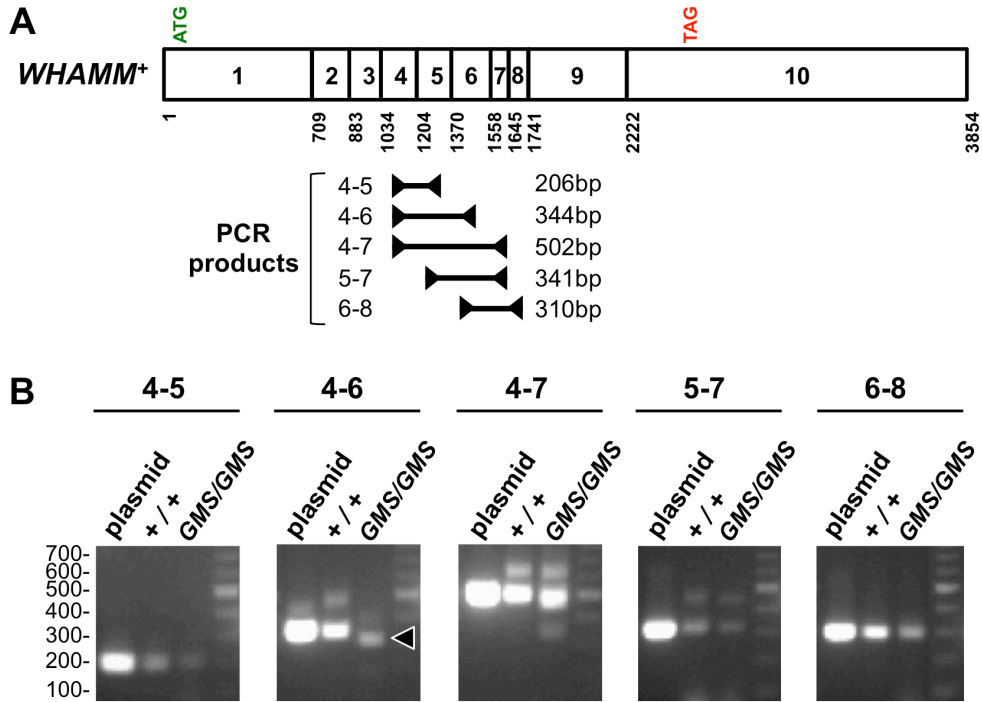 A
ATG
TAG
WHAMM+
1 2 3 4 5 6 7 8 9 10
1 709 883 1034 1204 1370 1558 1645 1741 2222 3854
PCR products
4-5 206bp
4-6 344bp
4-7 502bp
5-7 341bp
6-8 310bp
B
4-5 4-6 4-7 5-7 6-8
plasmid +/+ GMS/GMS plasmid +/+ GMS/GMS plasmid +/+ GMS/GMS plasmid +/+ GMS/GMS plasmid +/+ GMS/GMS
700-
600-
500-
400-
300-
200-
100-